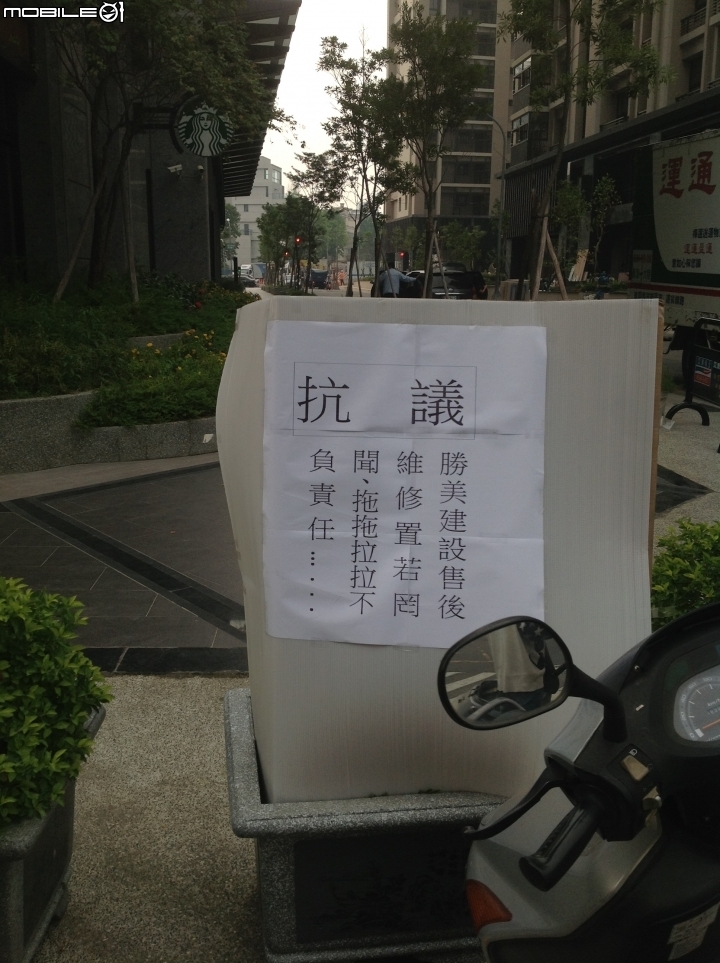 MOBILE01
抗 議
勝美建設售後
維修置若罔
聞、拖拖拉拉不
負責任......
運通